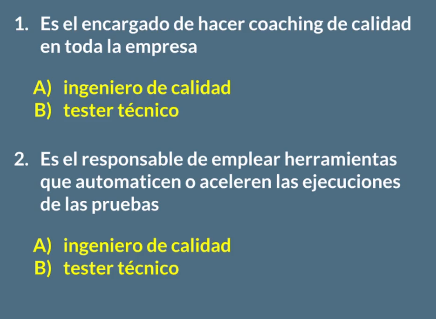 1. Es el encargado de hacer coaching de calidad
en toda la empresa
A) ingeniero de calidad
B) tester técnico
2. Es el responsable de emplear herramientas
que automaticen o aceleren las ejecuciones
de las pruebas
A) ingeniero de calidad
B) tester técnico